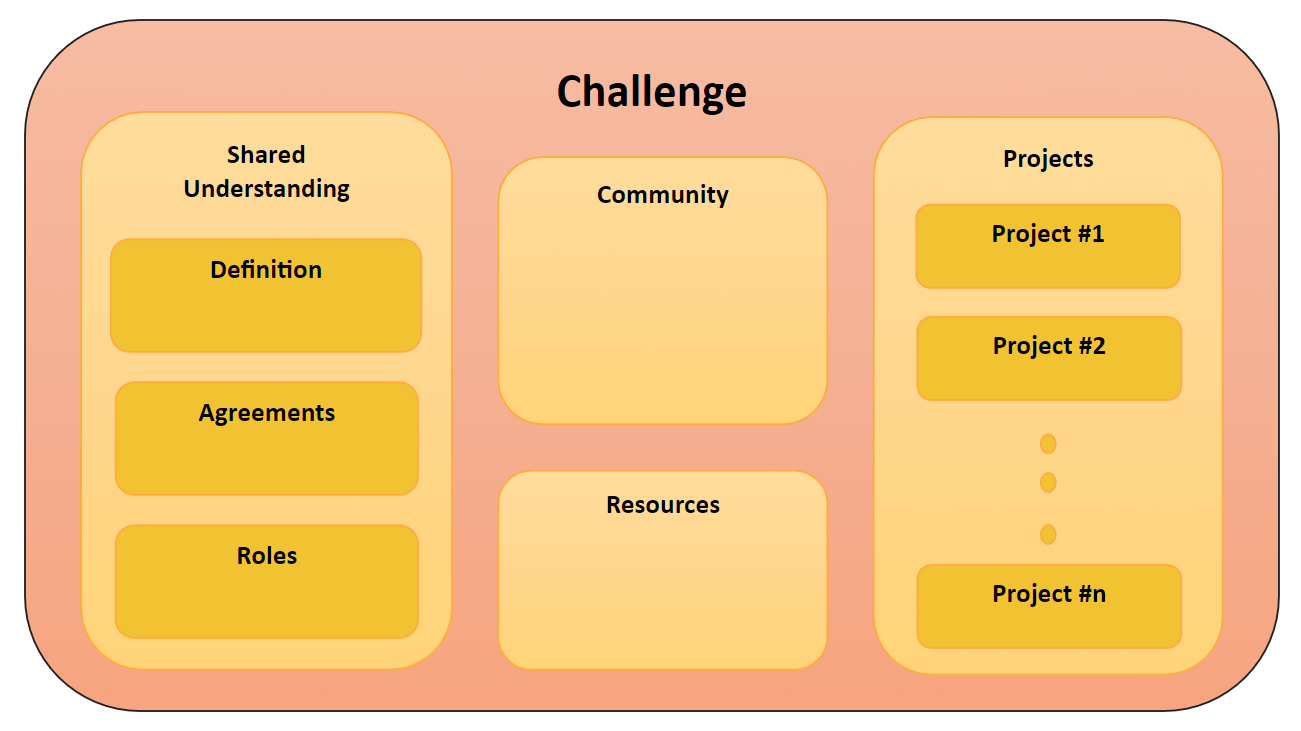 Challenge
Shared
Understanding
Definition
Agreements
Roles
Community
Resources
Projects
Project #1
Project #2
Project #n